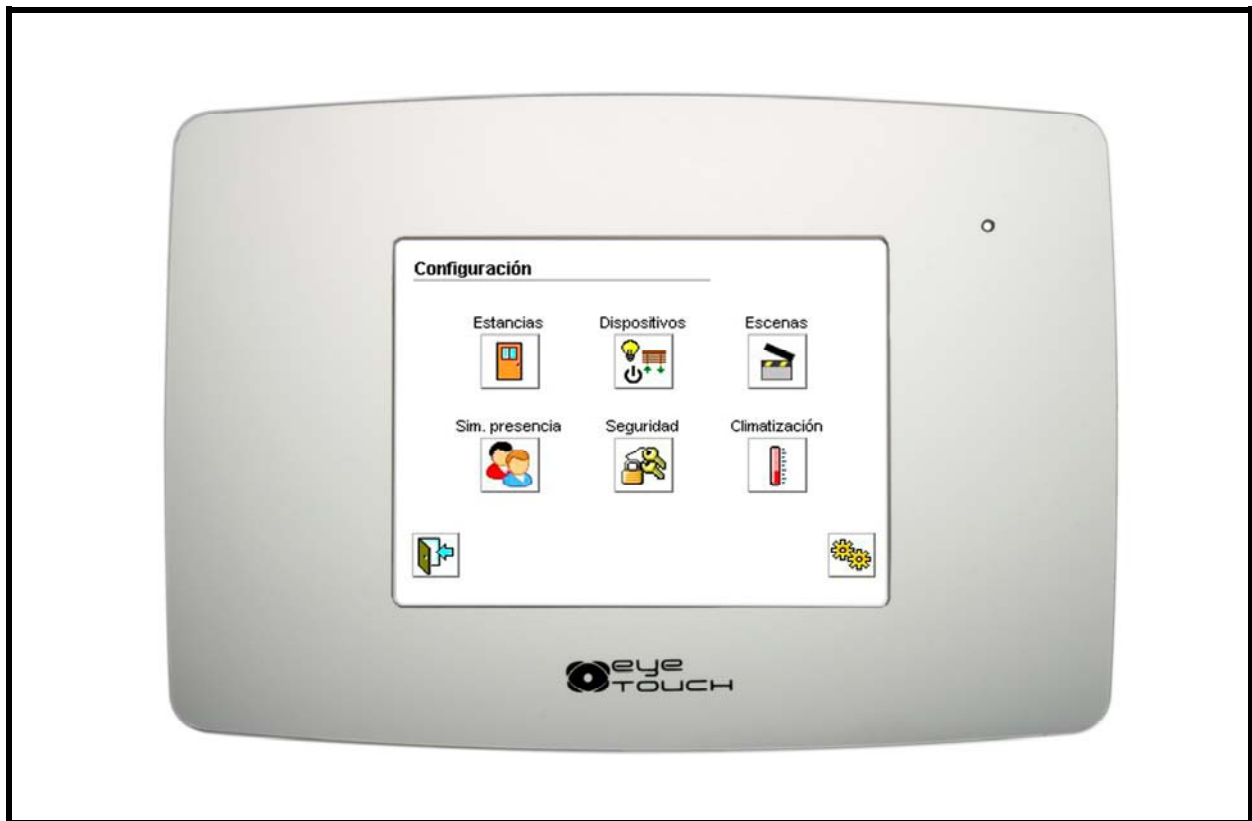 Configuración
Estancias Dispositivos Escenas
Sim. presencia Seguridad Climatización
eye
TOUCH